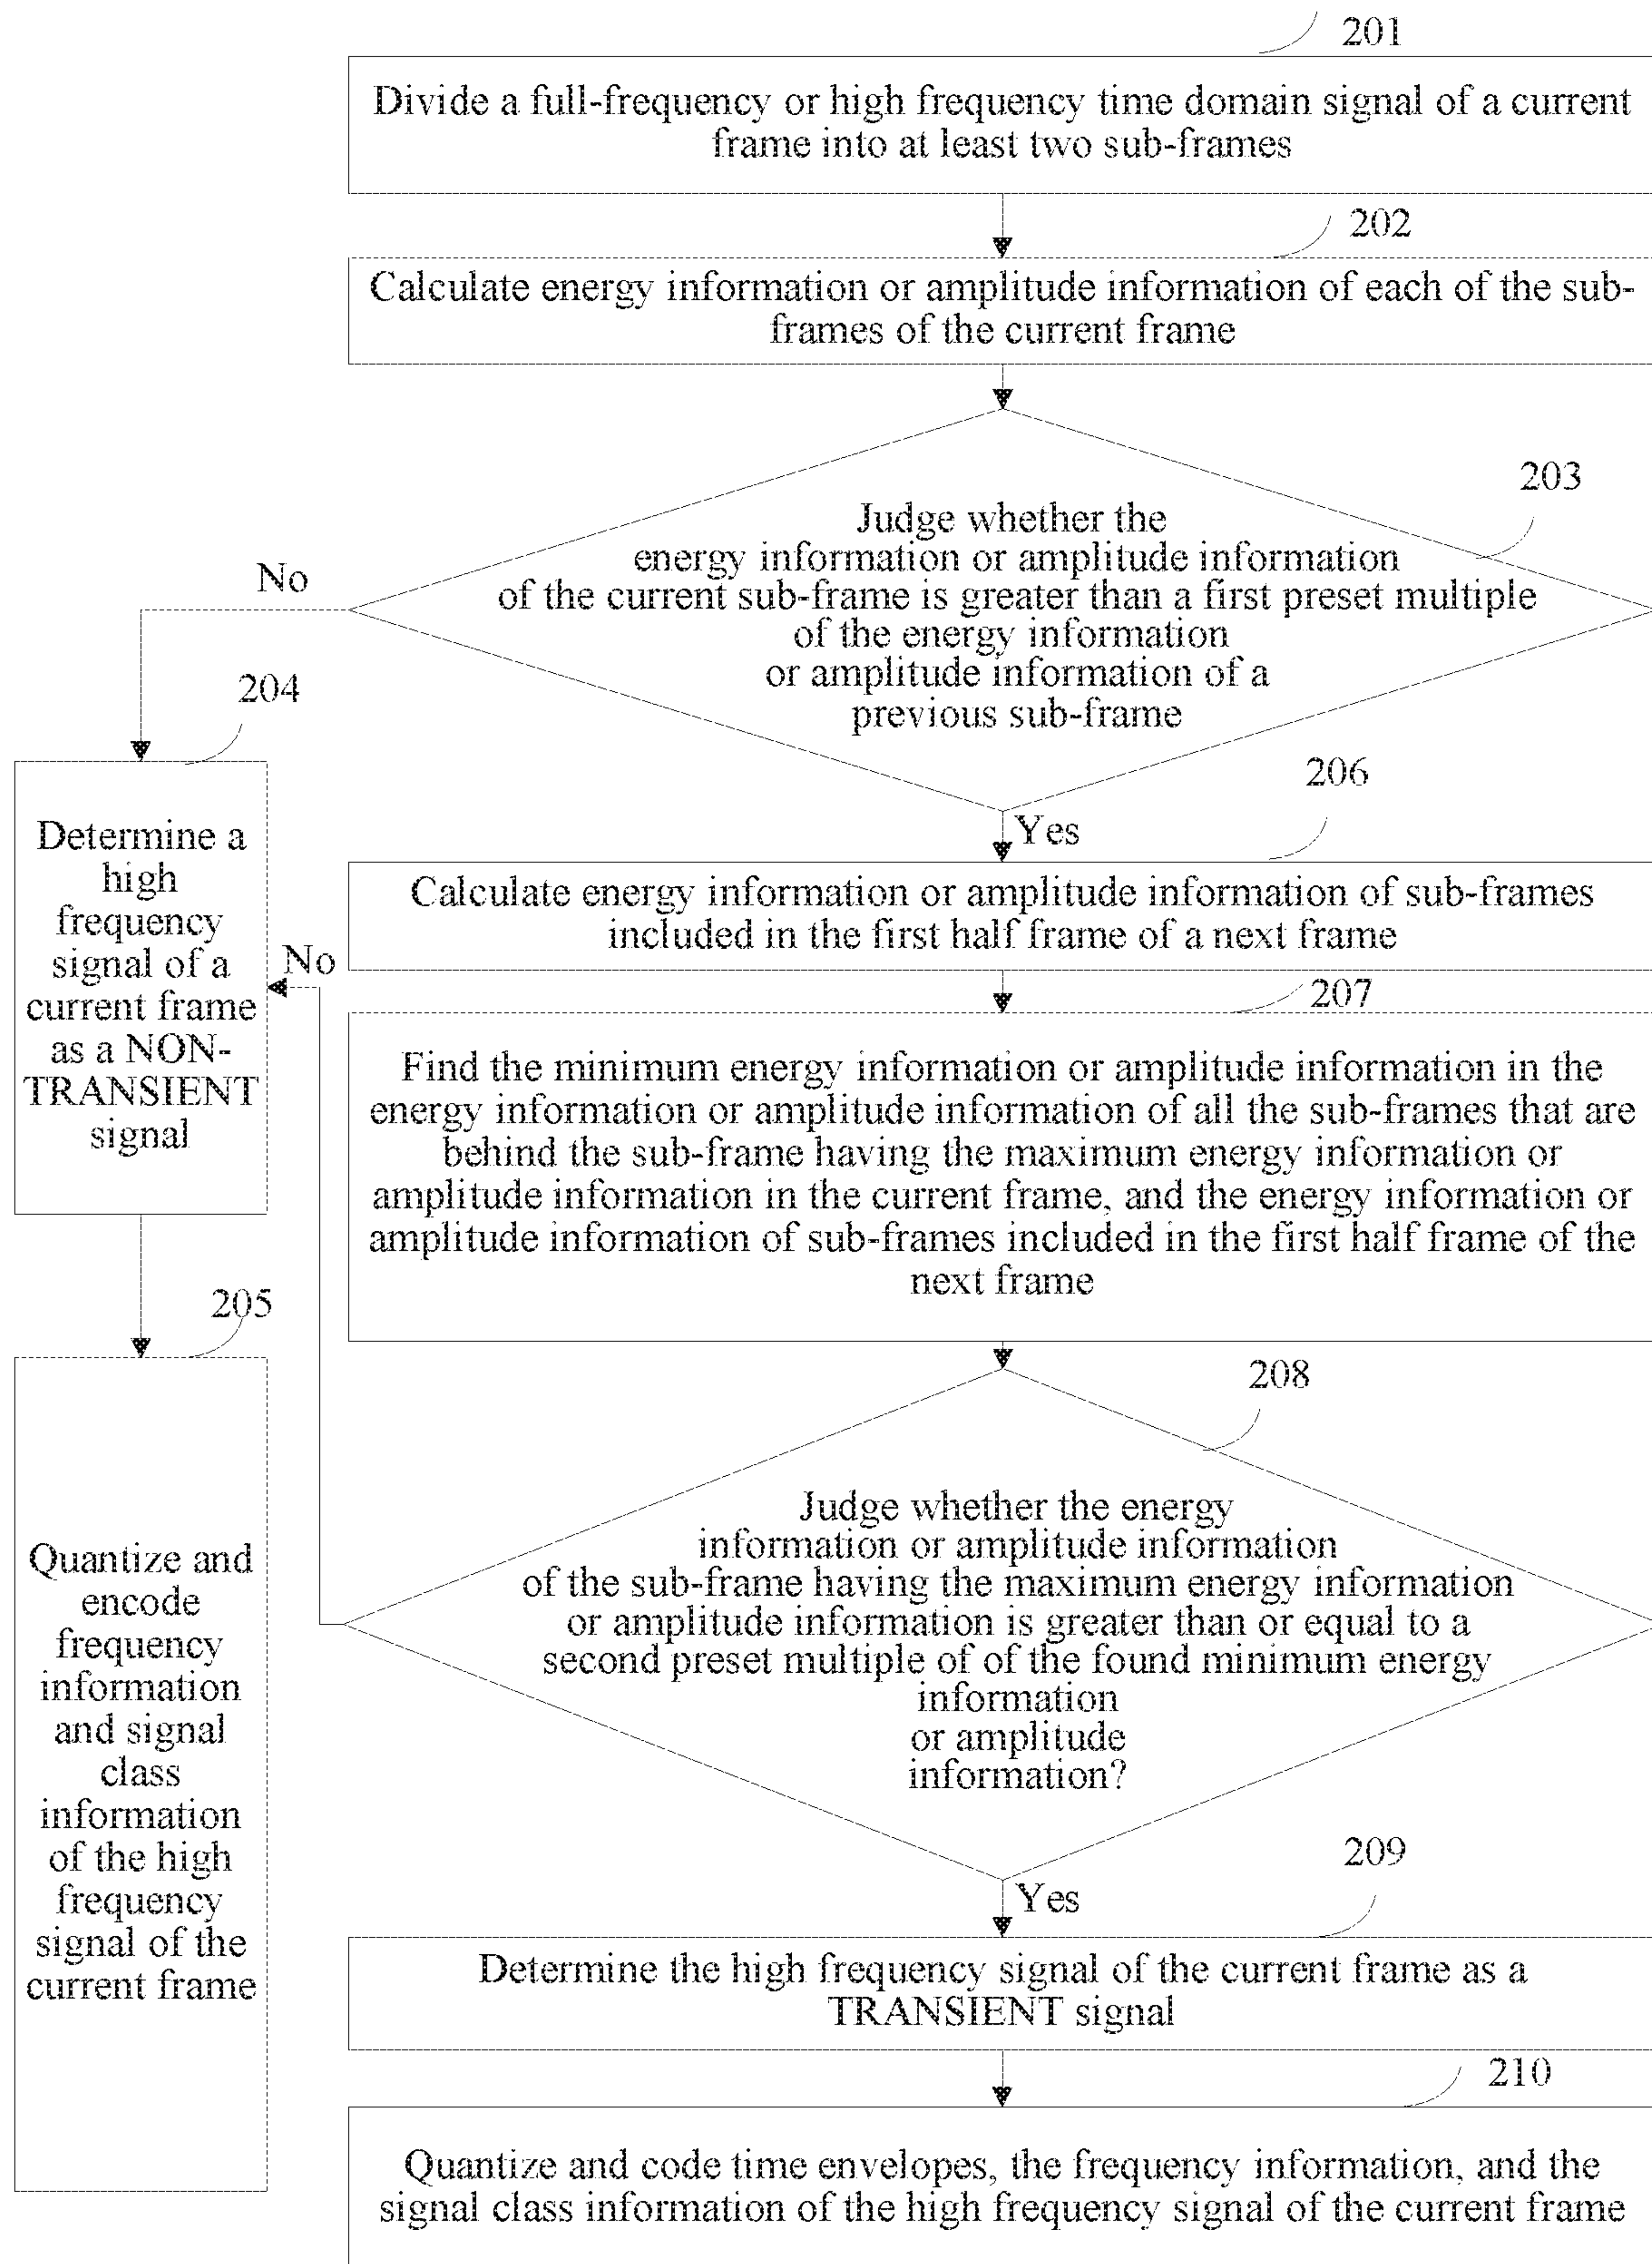 201
Divide a full-frequency or high frequency time domain signal of a current
frame into at least two sub-frames
202
Calculate energy information or amplitude information of each of the sub-
frames of the current frame
203
Judge whether the
energy information or amplitude information
of the current sub-frame is greater than a first preset multiple
of the energy information
or amplitude information of a
previous sub-frame
No
204
Determine a
high
frequency
signal of a
current frame
as a NON-
TRANSIENT
signal
205
Quantize and
encode
frequency
information
and signal
class
information
of the high
frequency
signal of the
current frame
Yes
206
Calculate energy information or amplitude information of sub-frames
included in the first half frame of a next frame
207
Find the minimum energy information or amplitude information in the
energy information or amplitude information of all the sub-frames that are
behind the sub-frame having the maximum energy information or
amplitude information in the current frame, and the energy information or
amplitude information of sub-frames included in the first half frame of the
next frame
208
Judge whether the energy
information or amplitude information
of the sub-frame having the maximum energy information
or amplitude information is greater than or equal to a
second preset multiple of of the found minimum energy
information
or amplitude
information?
No
Yes
209
Determine the high frequency signal of the current frame as a
TRANSIENT signal
210
Quantize and code time envelopes, the frequency information, and the
signal class information of the high frequency signal of the current frame